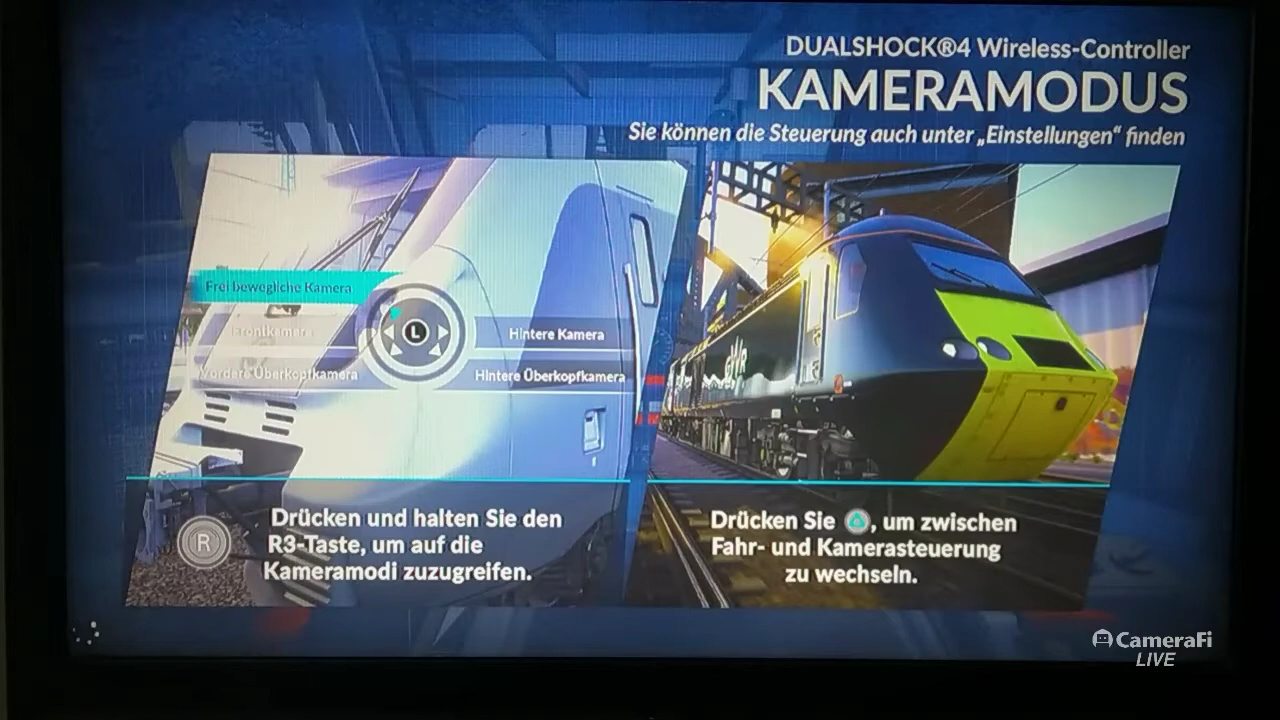 DUALSHOCK®4 Wireless-Controller
KAMERAMODUS
Sie können die Steuerung auch unter „Einstellungen“ finden
Frei bewegliche Kamera
Frontkamera
Vordere Überkopfkamera
L
Hintere Kamera
Hintere Überkopfkamera
GWR
R
Drücken und halten Sie den
R3-Taste, um auf die
Kameramodi zuzugreifen.
Drücken Sie , um zwischen
Fahr- und Kamerasteuerung
zu wechseln.
CameraFi
LIVE